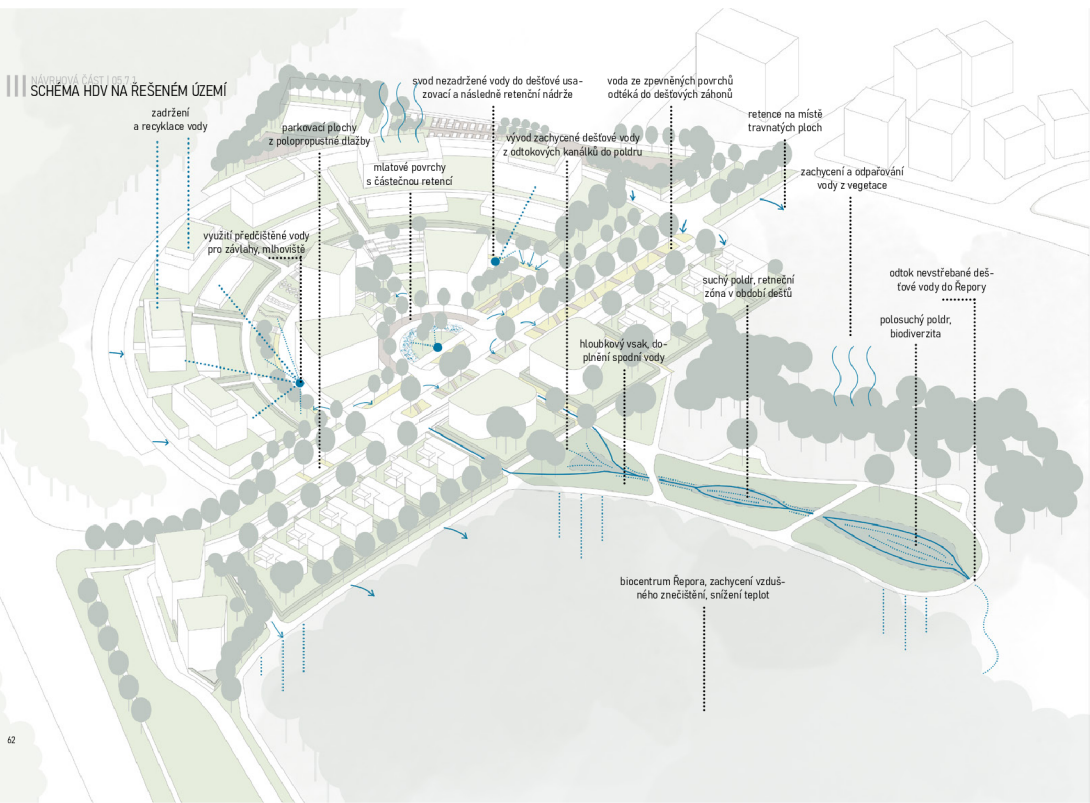 NÁVRHOVÁ ČÁST | 05.7.1
SCHÉMA HDV NA ŘEŠENÉM ÚZEMÍ
zadržení
a recyklace vody
parkovací plochy
z polopropustné dlažby
mlatové povrchy
s částečnou retencí
svod nezadržené vody do dešťové usa-
zovací a následně retenční nádrže
vývod zachycené dešťové vody
z odtokových kanálků do poldru
voda ze zpevněných povrchů
odtéká do dešťových záhonů
retence na místě
travnatých ploch
zachycení a odpařování
vody z vegetace
využití předčištěné vody
pro závlahy, mlhoviště
suchý poldr, retneční
zóna v období dešťů
odtok nevstřebané deš-
ťové vody do Řepory
polosuchý poldr,
biodiverzita
hloubkový vsak, do-
plnění spodní vody
biocentrum Řepora, zachycení vzduš-
ného znečištění, snížení teplot
62